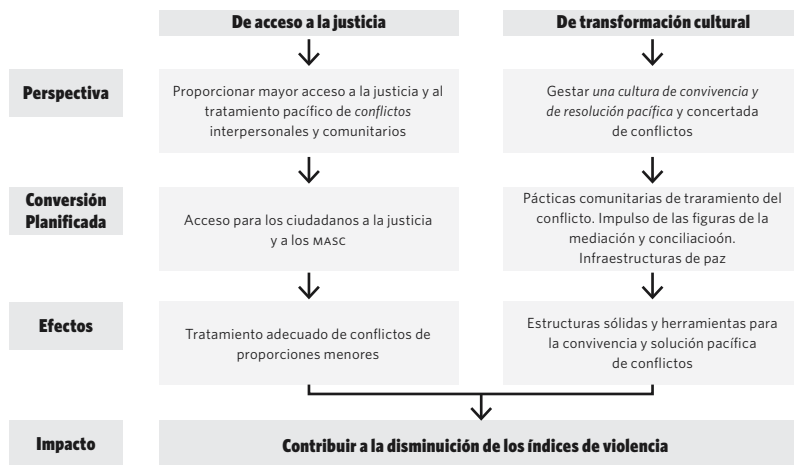 De acceso a la justicia
De transformación cultural
Perspectiva
Proporcionar mayor acceso a la justicia y al
tratamiento pacífico de conflictos
interpersonales y comunitarios
Gestar una cultura de convivencia y
de resolución pacífica y concertada
de conflictos
Conversión
Planificada
Acceso para los ciudadanos a la justicia
y a los MASC
Pácticas comunitarias de traramiento del
conflicto. Impulso de las figuras de la
mediación y conciliacioón.
Infraestructuras de paz
Efectos
Tratamiento adecuado de conflictos de
proporciones menores
Estructuras sólidas y herramientas para
la convivencia y solución pacífica
de conflictos
Impacto
Contribuir a la disminuición de los índices de violencia